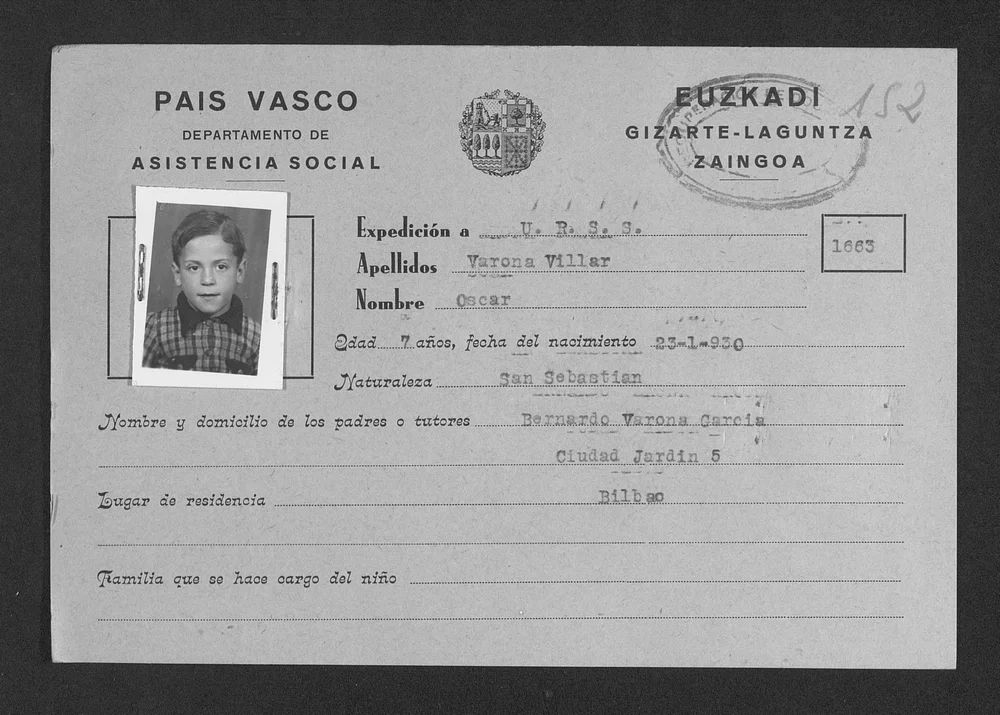 PAIS VASCO
DEPARTAMENTO DE
ASISTENCIA SOCIAL
EUZKADI
GIZARTE-LAGUNTZA
ZAINGOA
152
Expedición a U. R. S. S.
1663
Apellidos Varona Villar
Nombre Oscar
Edad 7 años, fecha del nacimiento 23-1-930
Naturaleza San Sebastian
Nombre y domicilio de los padres o tutores Bernardo Varona Garcia
Ciudad Jardin 5
Lugar de residencia Bilbao
Familia que se hace cargo del niño